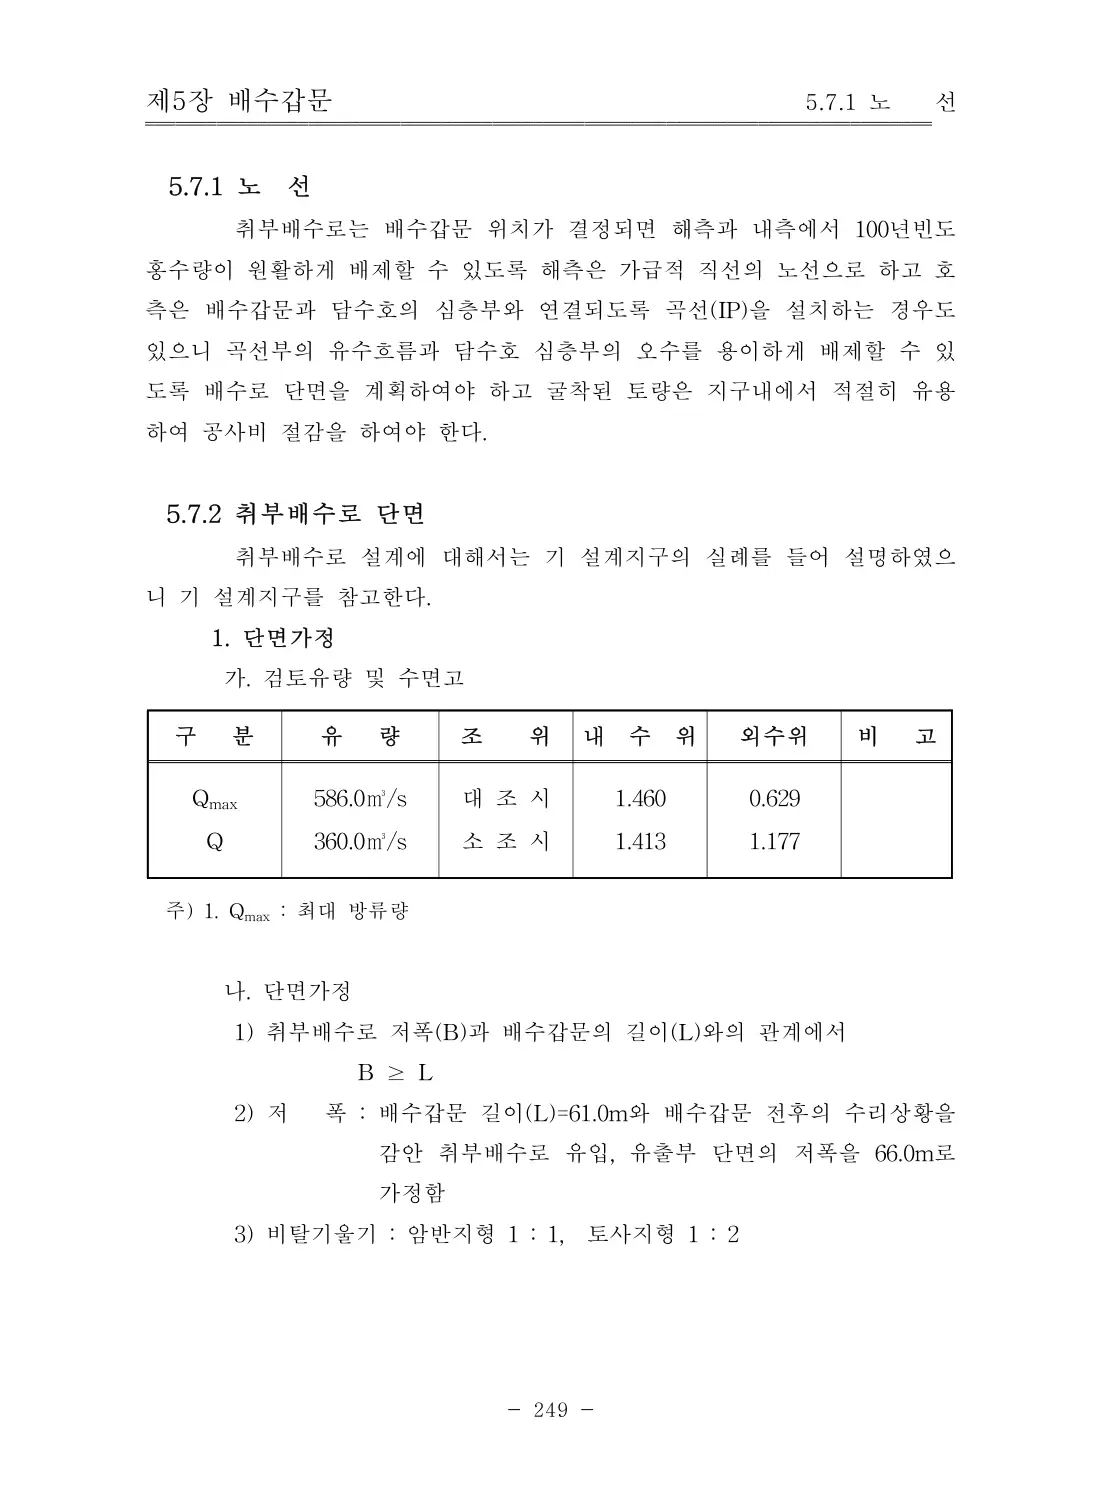 제5장 배수갑문 5.7.1 노 선
5.7.1 노 선
취부배수로는 배수갑문 위치가 결정되면 해측과 내측에서 100년빈도
홍수량이 원활하게 배제할 수 있도록 해측은 가급적 직선의 노선으로 하고 호
측은 배수갑문과 담수호의 심층부와 연결되도록 곡선(IP)을 설치하는 경우도
있으니 곡선부의 유수흐름과 담수호 심층부의 오수를 용이하게 배제할 수 있
도록 배수로 단면을 계획하여야 하고 굴착된 토량은 지구내에서 적절히 유용
하여 공사비 절감을 하여야 한다.
5.7.2 취부배수로 단면
취부배수로 설계에 대해서는 기 설계지구의 실례를 들어 설명하였으
니 기 설계지구를 참고한다.
1. 단면가정
가. 검토유량 및 수면고
구 분 유 량 조 위 내 수 위 외수위 비 고
Qmax 586.0㎥/s 대 조 시 1.460 0.629
Q 360.0㎥/s 소 조 시 1.413 1.177
주) 1. Qmax : 최대 방류량
나. 단면가정
1) 취부배수로 저폭(B)과 배수갑문의 길이(L)와의 관계에서
B ≥ L
2) 저 폭 : 배수갑문 길이(L)=61.0m와 배수갑문 전후의 수리상황을
감안 취부배수로 유입, 유출부 단면의 저폭을 66.0m로
가정함
3) 비탈기울기 : 암반지형 1 : 1, 토사지형 1 : 2
- 249 -